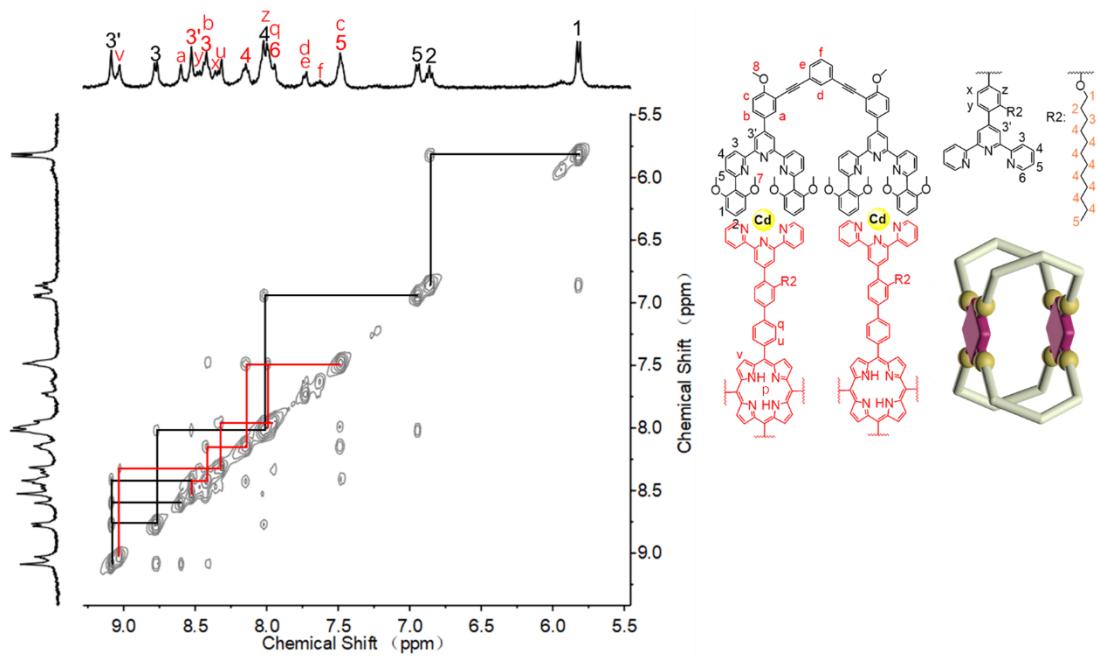 3'
v
3
a
3'
y
b
3
x
u
4
z
4
q
6
d
e
f
c
5
5
2
1
5.5
6.0
6.5
7.0
7.5
8.0
8.5
9.0
Chemical Shift (ppm)
9.0 8.5 8.0 7.5 7.0 6.5 6.0 5.5
Chemical Shift (ppm)
f
8 O e O
c d
b a
3'
3 N N
4
5 N N N N
O 7 O O O O O O O
1
2 Cd Cd
N N N N N N
R2 R2
q
u
v
NH N NH N
p
N HN N HN
x z
y R2
3'
3
N 4
N N 5
6
R2:
O
1
2
3
4
4
4
4
4
4
4
4
5